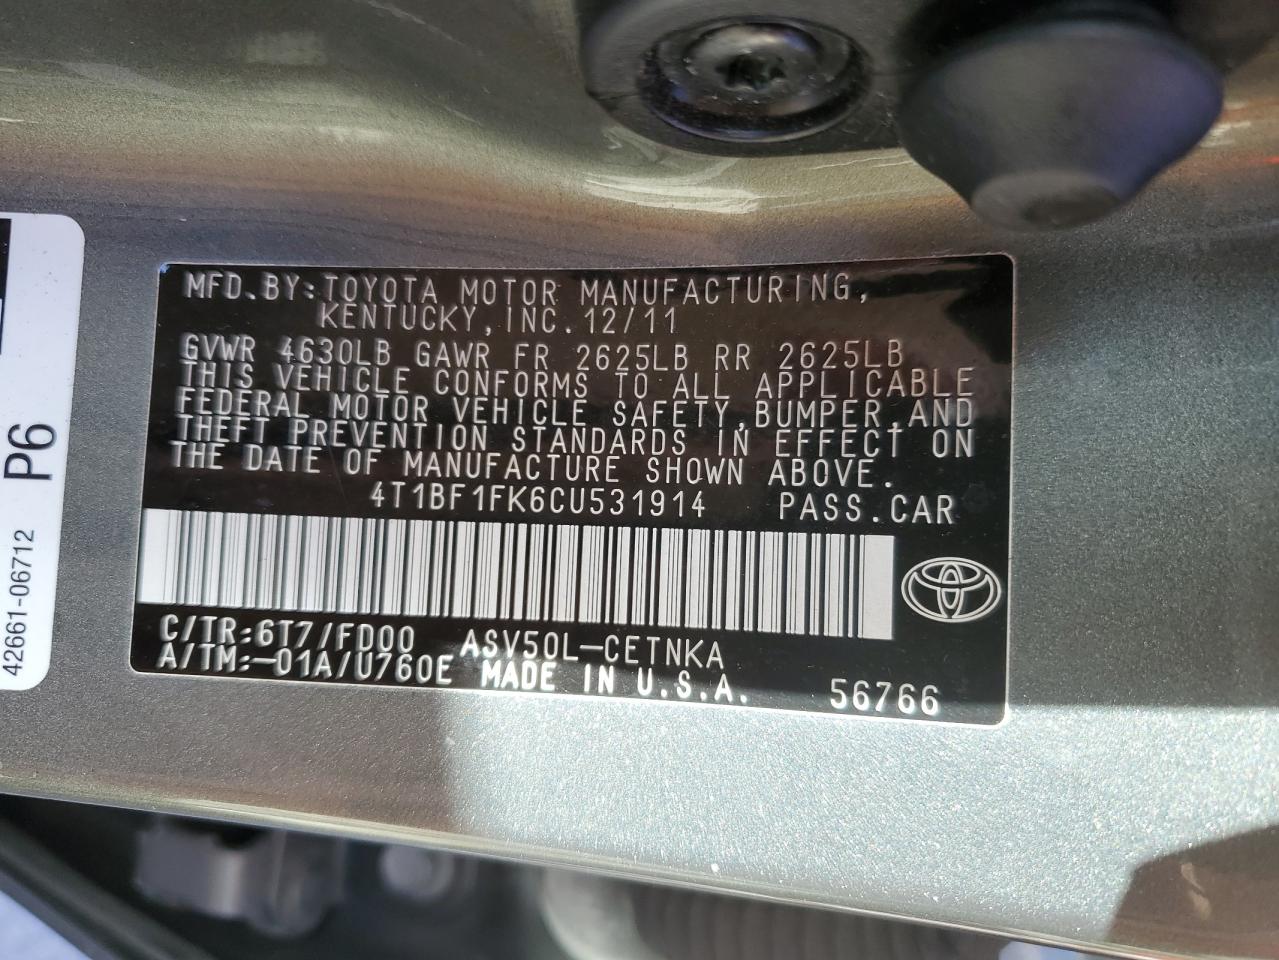 MFD.BY:TOYOTA MOTOR MANUFACTURING,
KENTUCKY,INC.12/11
GVWR 4630LB GAWR FR 2625LB RR 2625LB
THIS VEHICLE CONFORMS TO ALL APPLICABLE
FEDERAL MOTOR VEHICLE SAFETY,BUMPER,AND
THEFT PREVENTION STANDARDS IN EFFECT ON
THE DATE OF MANUFACTURE SHOWN ABOVE.
4T1BF1FK6CU531914 PASS.CAR
C/TR:6T7/FD00 ASV50L-CETNKA
A/TM:-01A/U760E MADE IN U.S.A. 56766
P6
42661-06712